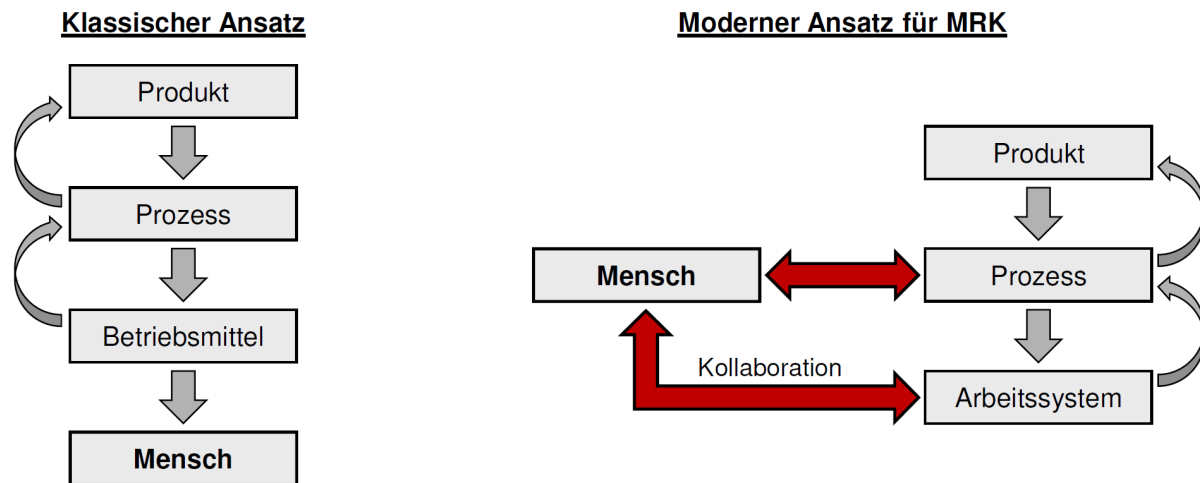 Klassischer Ansatz
Produkt
Prozess
Betriebsmittel
Mensch
Moderner Ansatz für MRK
Produkt
Mensch
Prozess
Kollaboration
Arbeitssystem